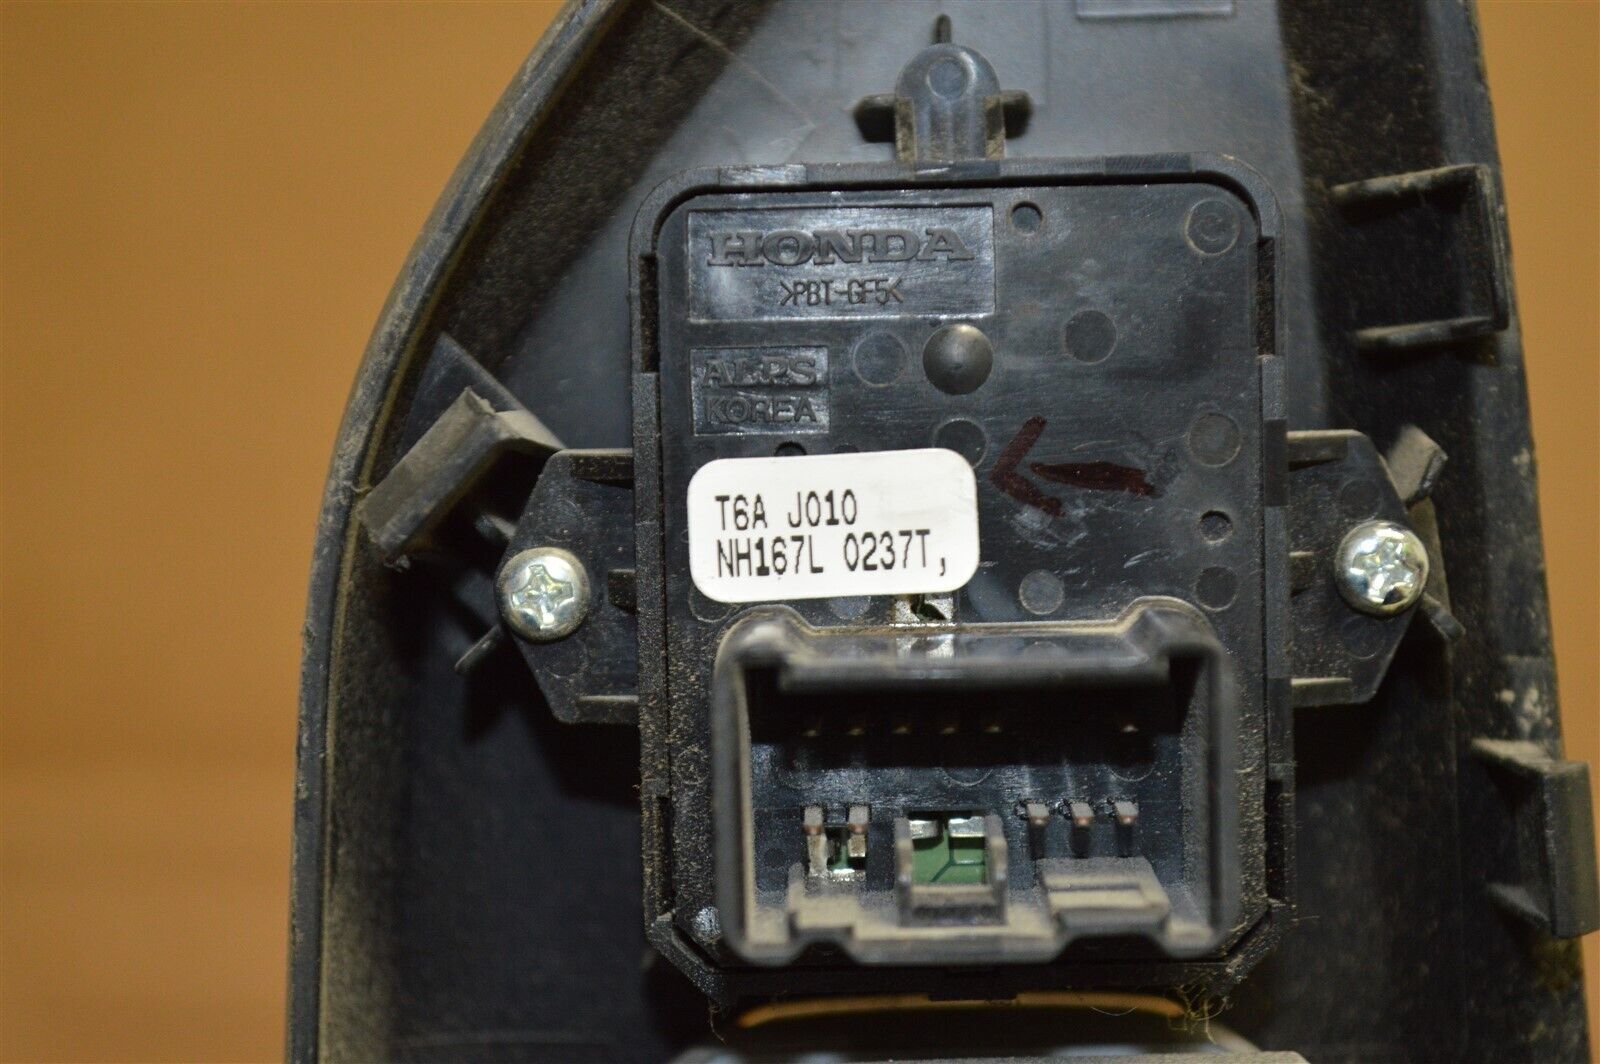 HONDA
>PBT-GF5<
ALPS
KOREA
T6A J010
NH167L 0237T,